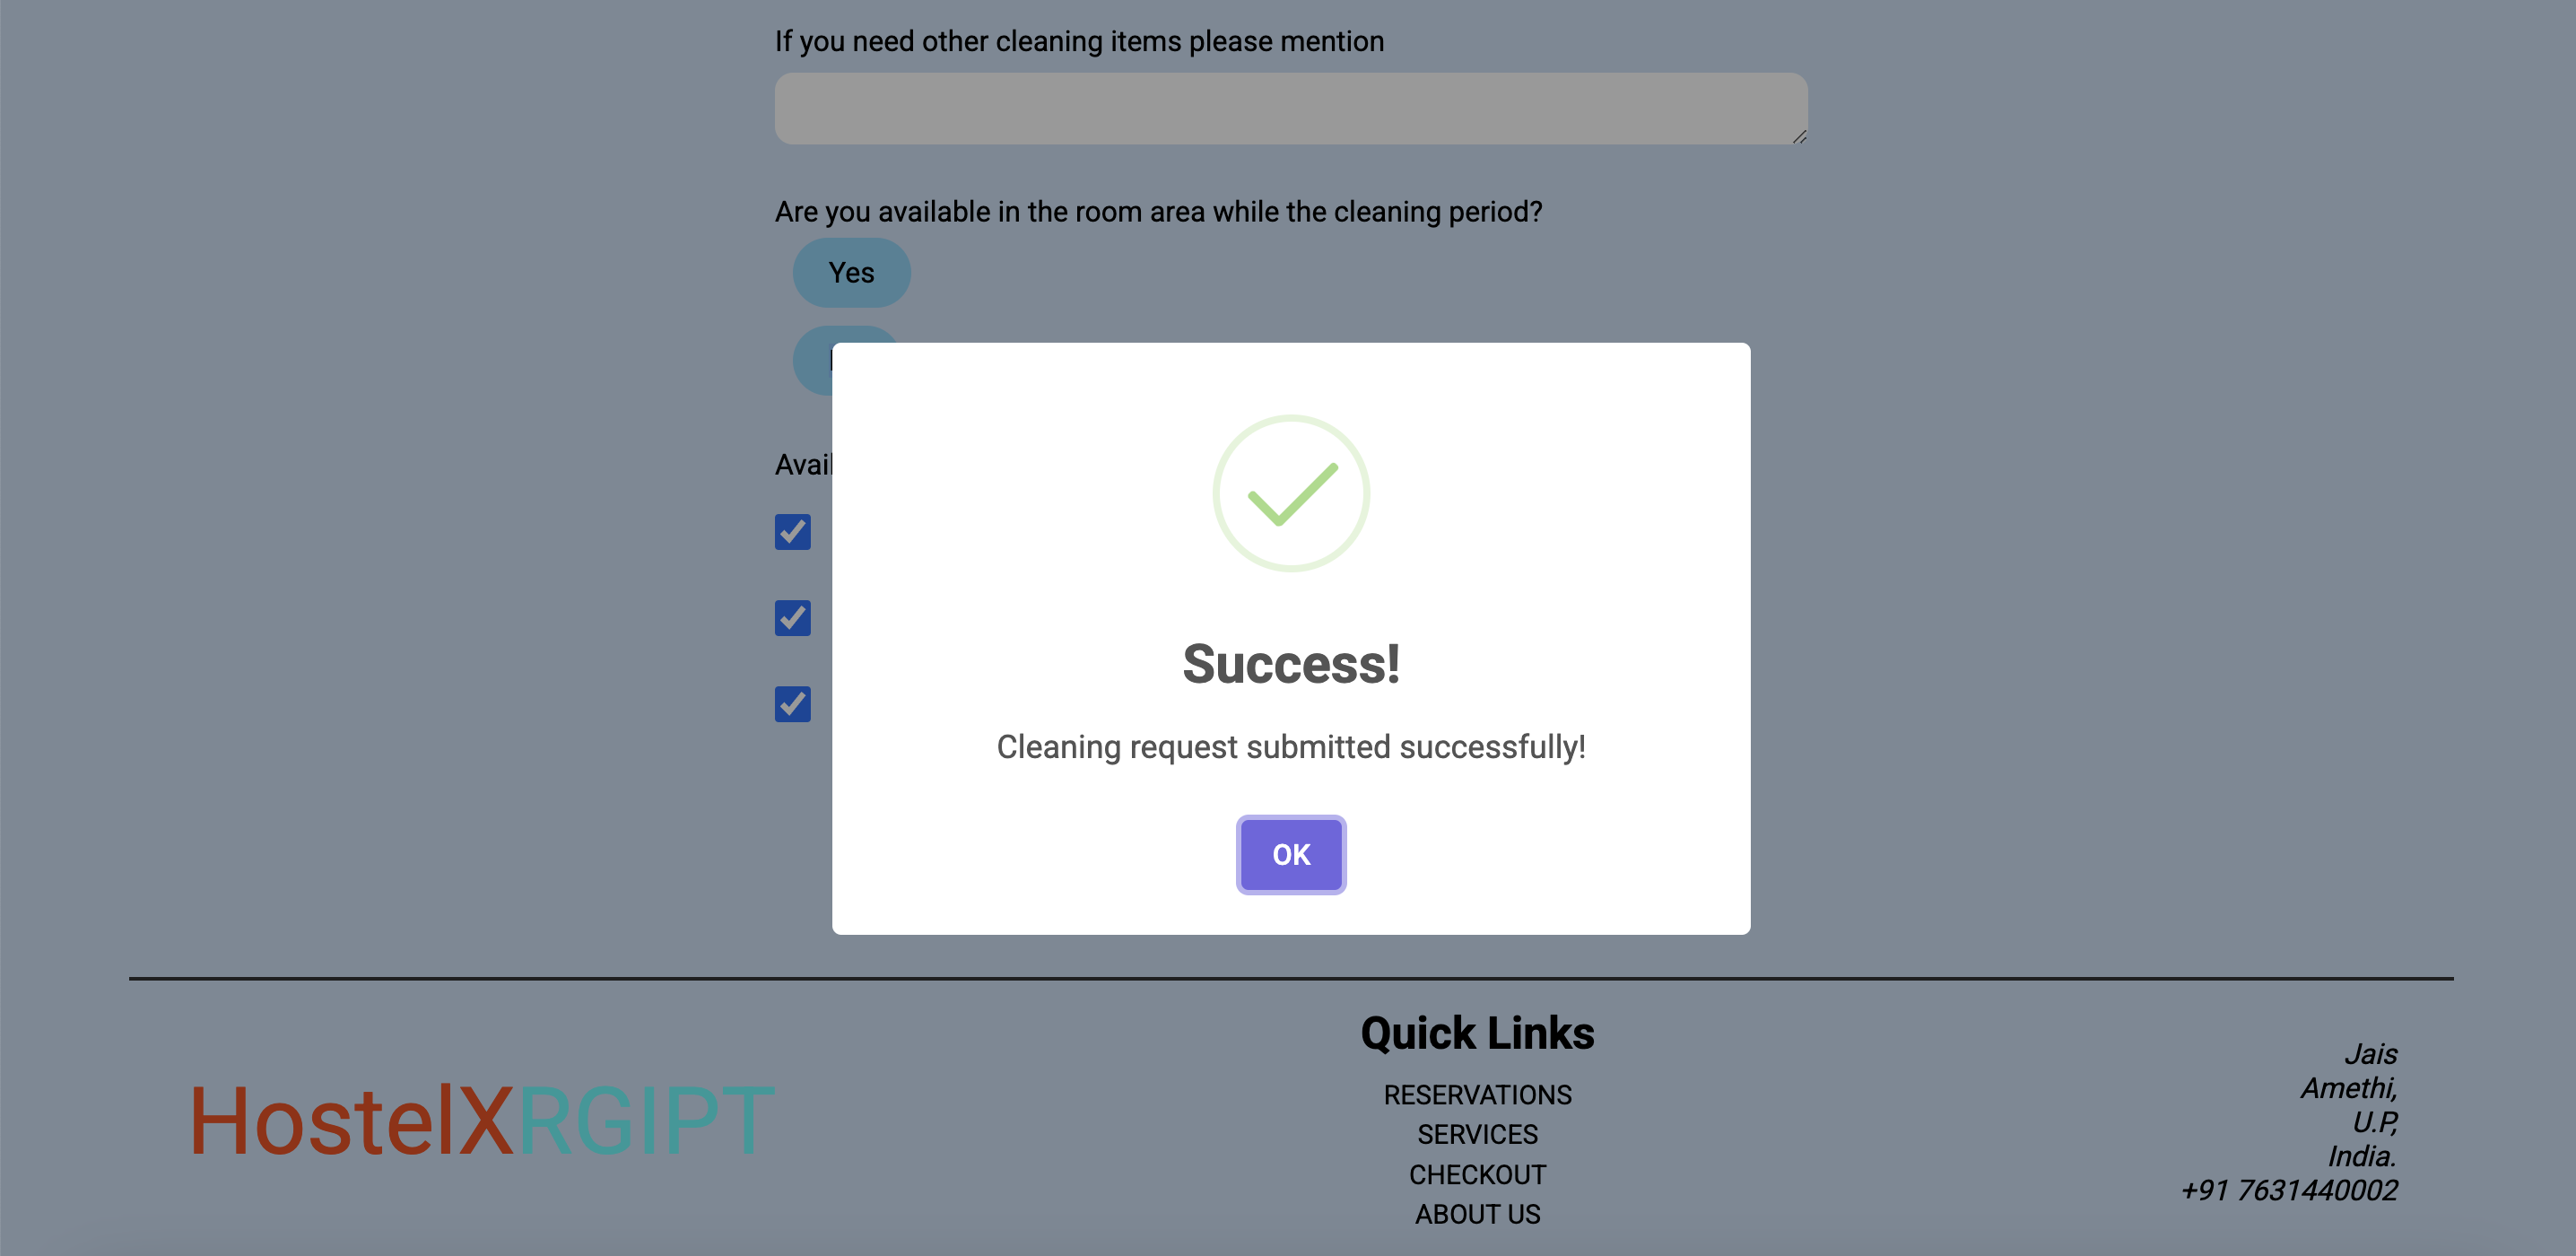 If you need other cleaning items please mention
Are you available in the room area while the cleaning period?
Yes
Success!
Cleaning request submitted successfully!
OK
HostelXRGIPT
Quick Links
RESERVATIONS
SERVICES
CHECKOUT
ABOUT US
Jais
Amethi,
U.P,
India.
+91 7631440002